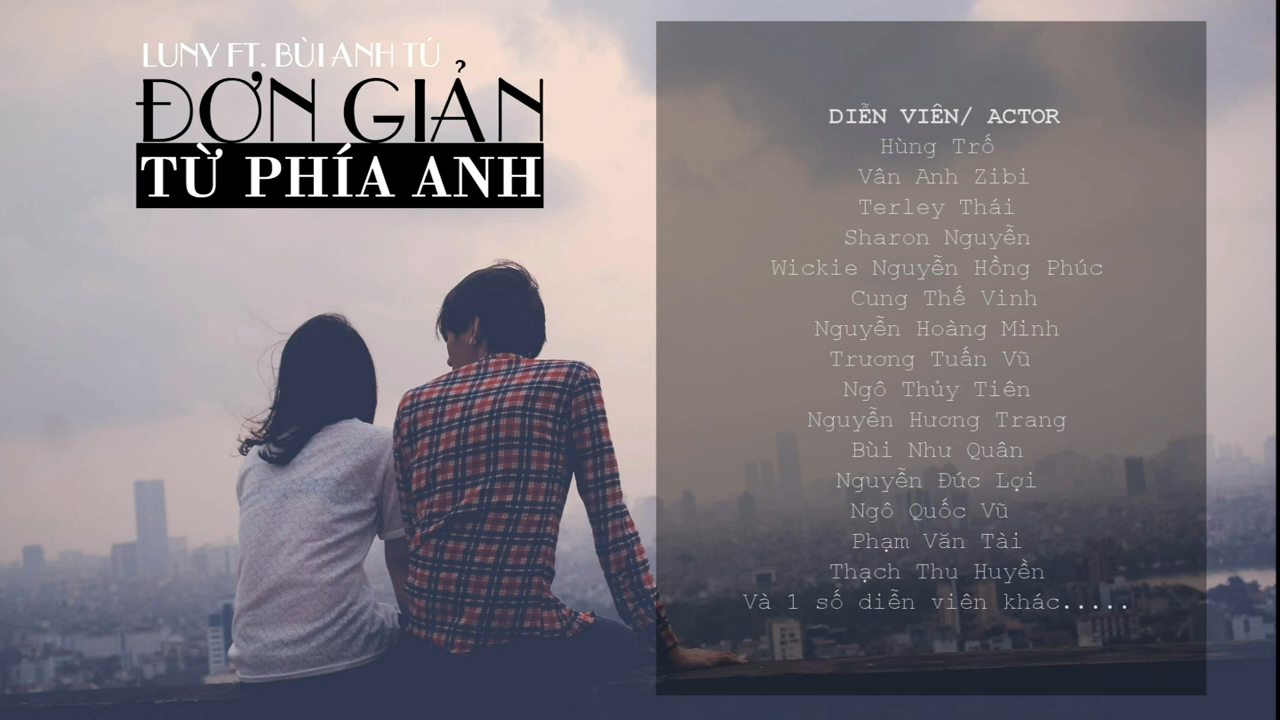 LUNY FT. BÙI ANH TÚ
ĐƠN GIẢN
TỪ PHÍA ANH
DIỄN VIÊN/ ACTOR
Hùng Trố
Vân Anh Zibi
Terley Thái
Sharon Nguyễn
Wickie Nguyễn Hồng Phúc
Cung Thế Vinh
Nguyễn Hoàng Minh
Trương Tuấn Vũ
Ngô Thủy Tiên
Nguyễn Hương Trang
Bùi Như Quân
Nguyễn Đức Lợi
Ngô Quốc Vũ
Phạm Văn Tài
Thạch Thu Huyền
Và 1 số diễn viên khác.....